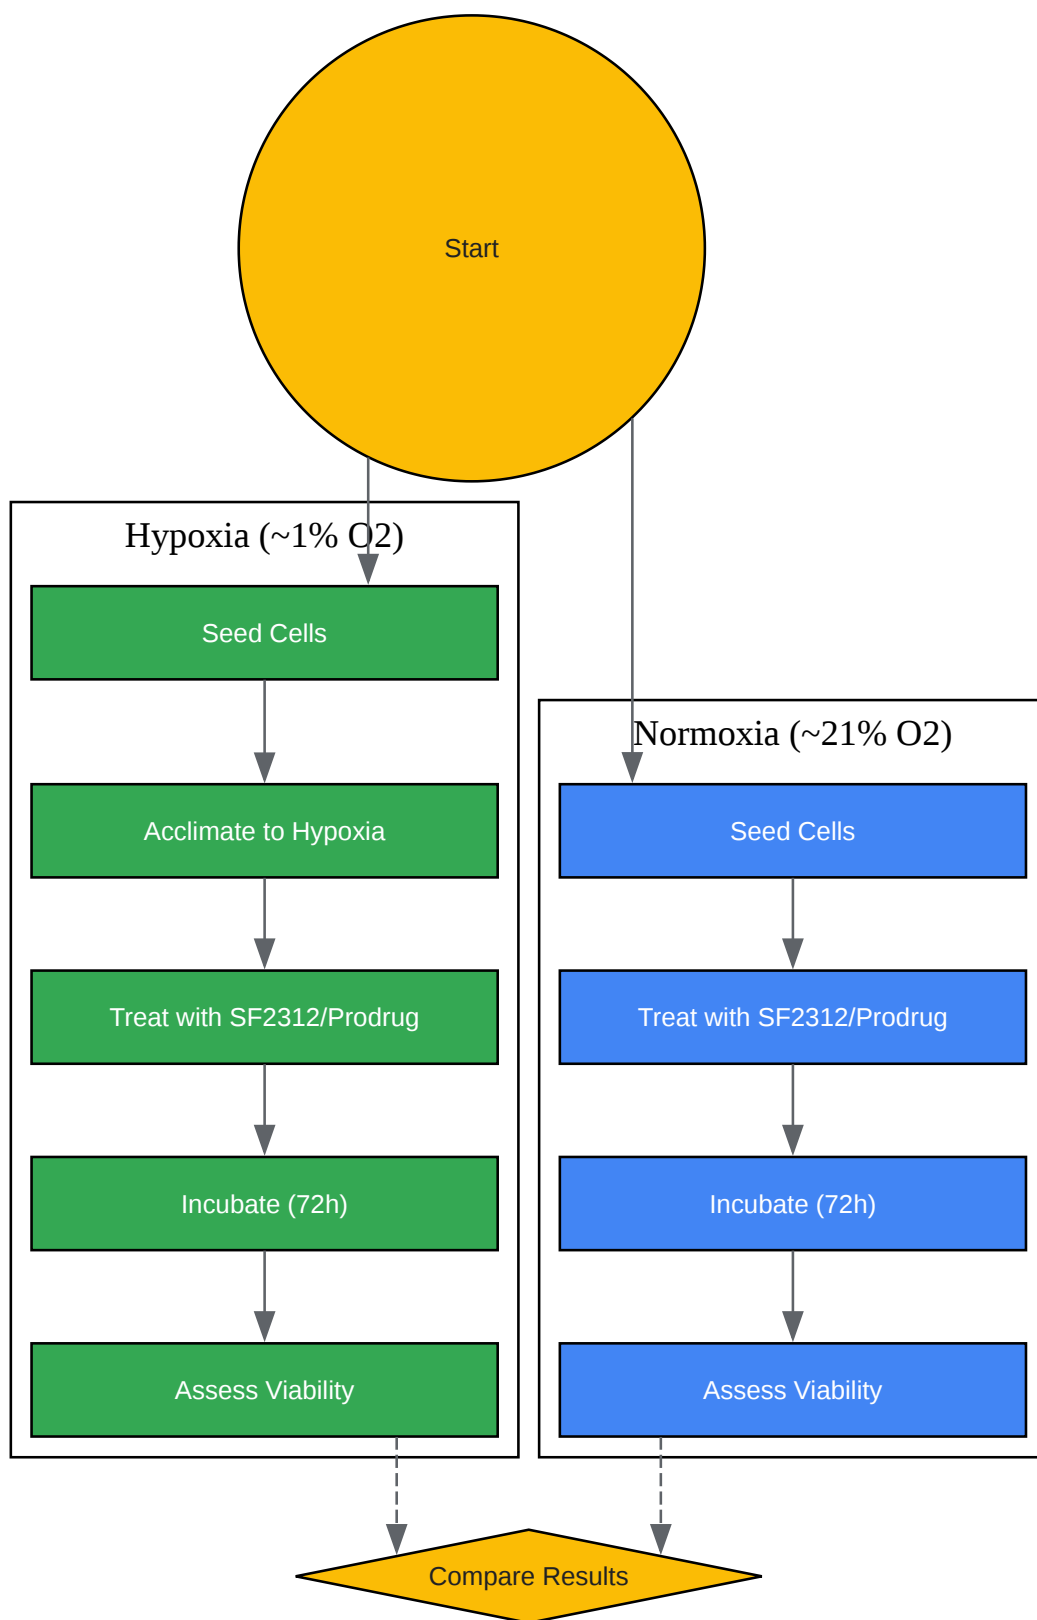 Start
Hypoxia (~1% O2)
Seed Cells
Acclimate to Hypoxia
Treat with SF2312/Prodrug
Incubate (72h)
Assess Viability
Normoxia (~21% O2)
Seed Cells
Treat with SF2312/Prodrug
Incubate (72h)
Assess Viability
Compare Results